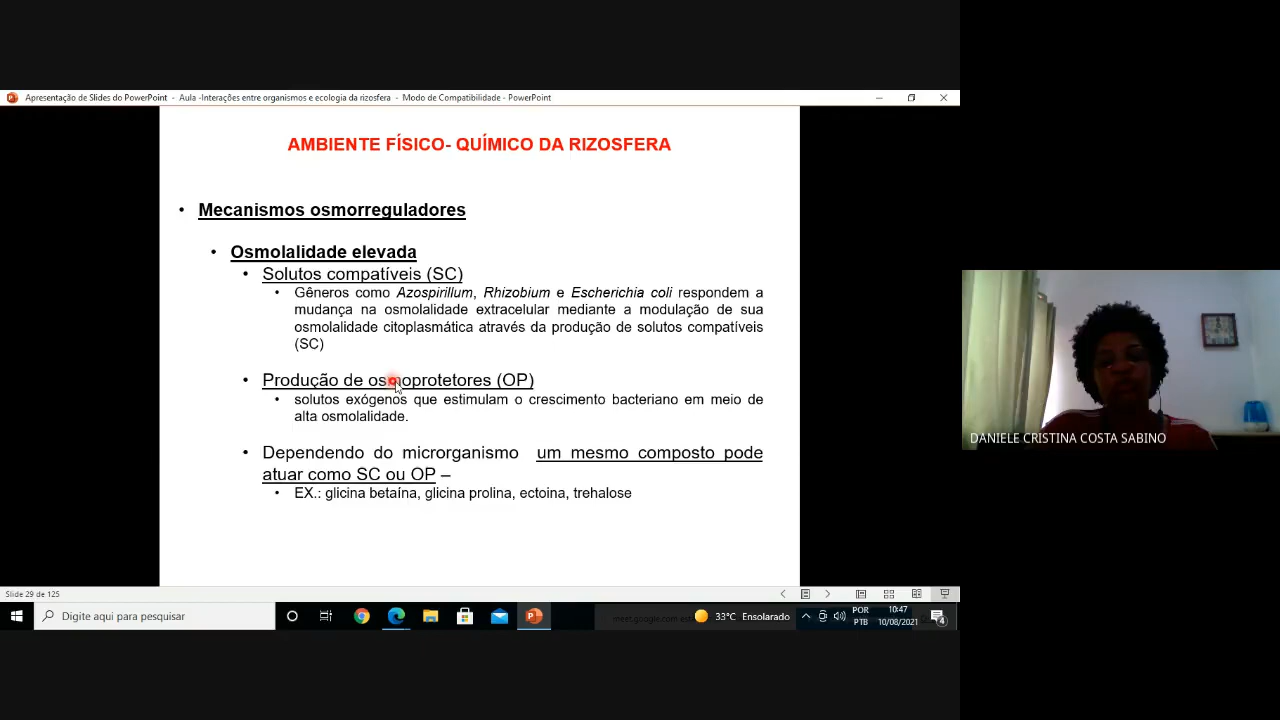 Apresentação de Slides do PowerPoint - Aula -Interações entre organismos e ecologia da rizosfera - Modo de Compatibilidade - PowerPoint
AMBIENTE FÍSICO- QUÍMICO DA RIZOSFERA
• Mecanismos osmorreguladores
• Osmolalidade elevada
• Solutos compatíveis (SC)
• Gêneros como Azospirillum, Rhizobium e Escherichia coli respondem a
mudança na osmolalidade extracelular mediante a modulação de sua
osmolalidade citoplasmática através da produção de solutos compatíveis
(SC)
• Produção de osmoprotetores (OP)
• solutos exógenos que estimulam o crescimento bacteriano em meio de
alta osmolalidade.
• Dependendo do microrganismo um mesmo composto pode
atuar como SC ou OP –
• EX.: glicina betaína, glicina prolina, ectoina, trehalose
DANIELE CRISTINA COSTA SABINO
Slide 29 de 125
Digite aqui para pesquisar
33°C Ensolarado
POR
PTB
10:47
10/08/2021
4